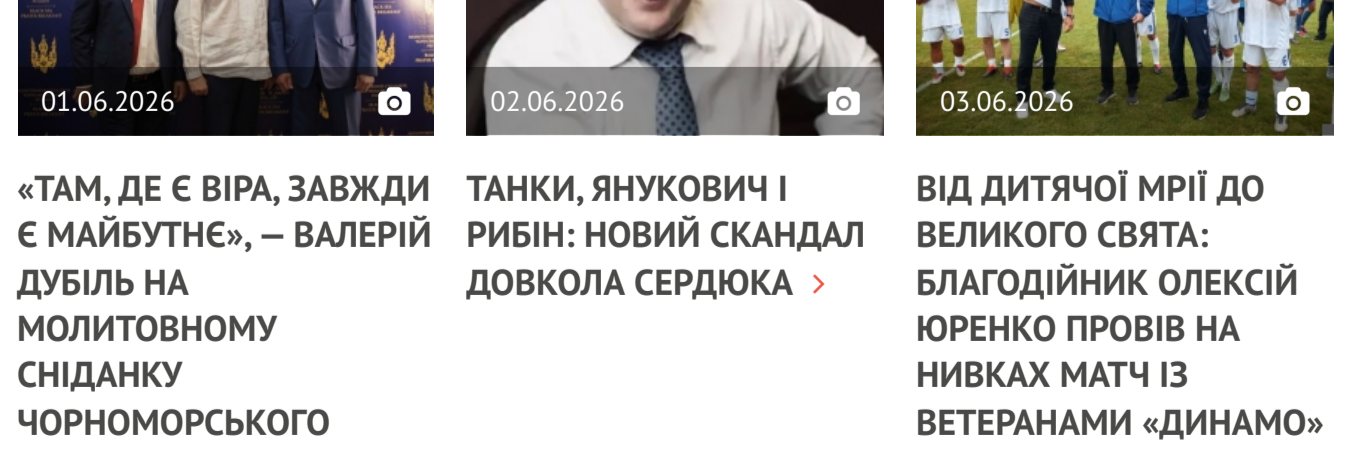 01.06.2026
«ТАМ, ДЕ Є ВІРА, ЗАВЖДИ
Є МАЙБУТНЄ», — ВАЛЕРІЙ
ДУБІЛЬ НА
МОЛИТОВНОМУ
СНІДАНКУ
ЧОРНОМОРСЬКОГО
02.06.2026
ТАНКИ, ЯНУКОВИЧ І
РИБІН: НОВИЙ СКАНДАЛ
ДОВКОЛА СЕРДЮКА
03.06.2026
ВІД ДИТЯЧОЇ МРІЇ ДО
ВЕЛИКОГО СВЯТА:
БЛАГОДІЙНИК ОЛЕКСІЙ
ЮРЕНКО ПРОВІВ НА
НИВКАХ МАТЧ ІЗ
ВЕТЕРАНАМИ «ДИНАМО»